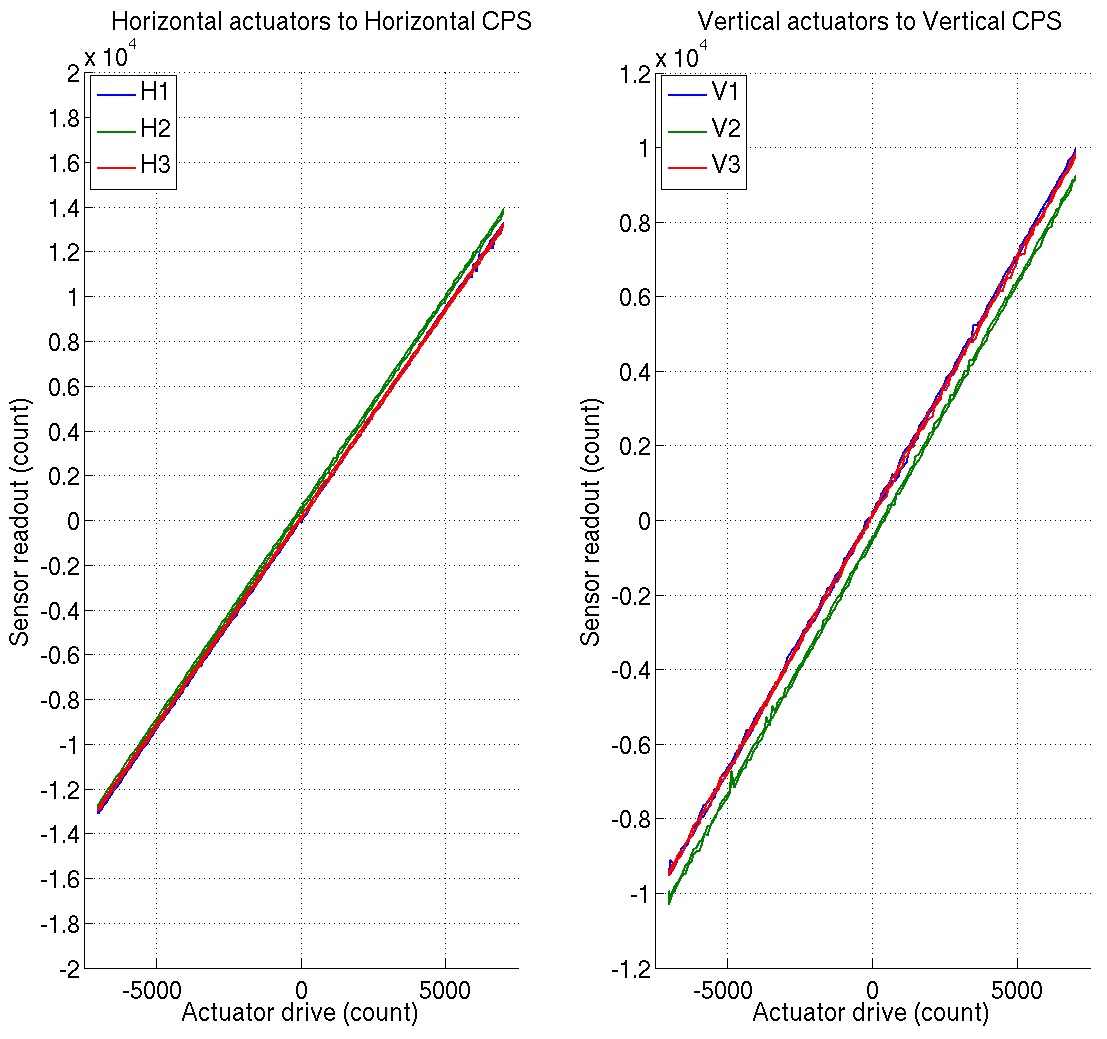 Horizontal actuators to Horizontal CPS
x 10^4
2
1.8
1.6
1.4
1.2
1
0.8
0.6
0.4
0.2
0
-0.2
-0.4
-0.6
-0.8
-1
-1.2
-1.4
-1.6
-1.8
-2
H1
H2
H3
Sensor readout (count)
-5000 0 5000
Actuator drive (count)
Vertical actuators to Vertical CPS
x 10^4
1.2
1
0.8
0.6
0.4
0.2
0
-0.2
-0.4
-0.6
-0.8
-1
-1.2
V1
V2
V3
Sensor readout (count)
-5000 0 5000
Actuator drive (count)